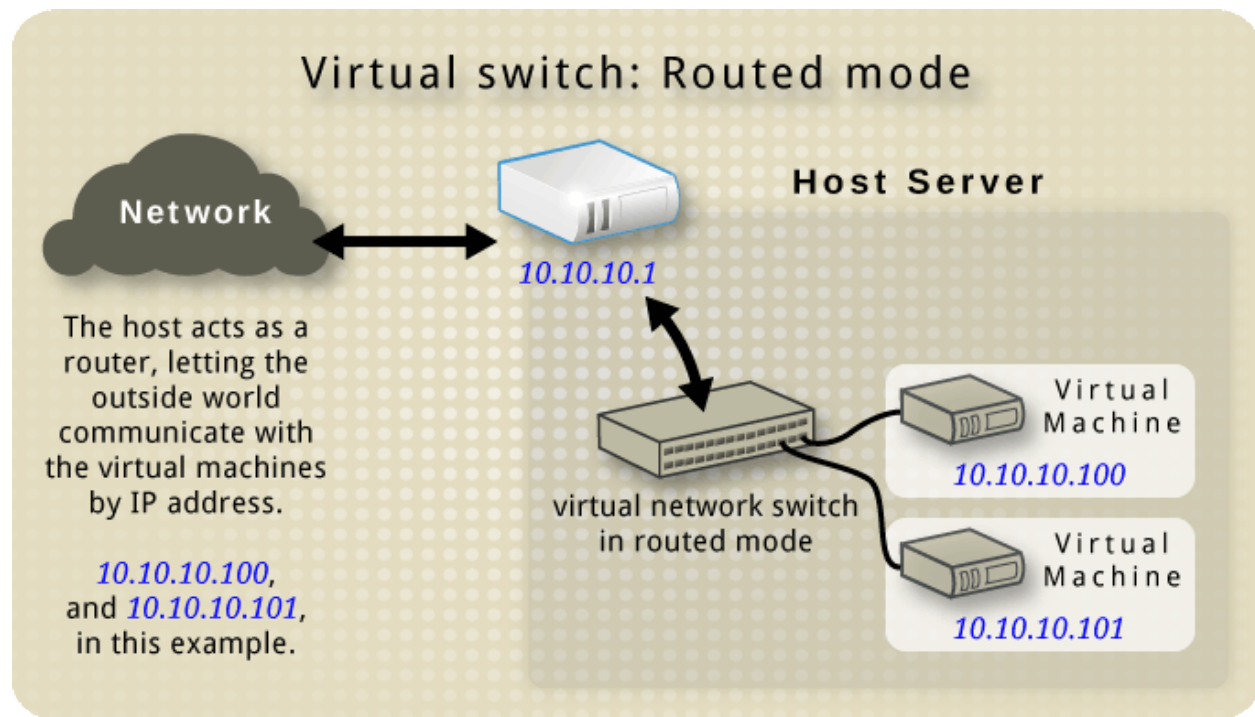 Virtual switch: Routed mode
Network
Host Server
10.10.10.1
The host acts as a
router, letting the
outside world
communicate with
the virtual machines
by IP address.
10.10.10.100,
and 10.10.10.101,
in this example.
virtual network switch
in routed mode
Virtual
Machine
10.10.10.100
Virtual
Machine
10.10.10.101